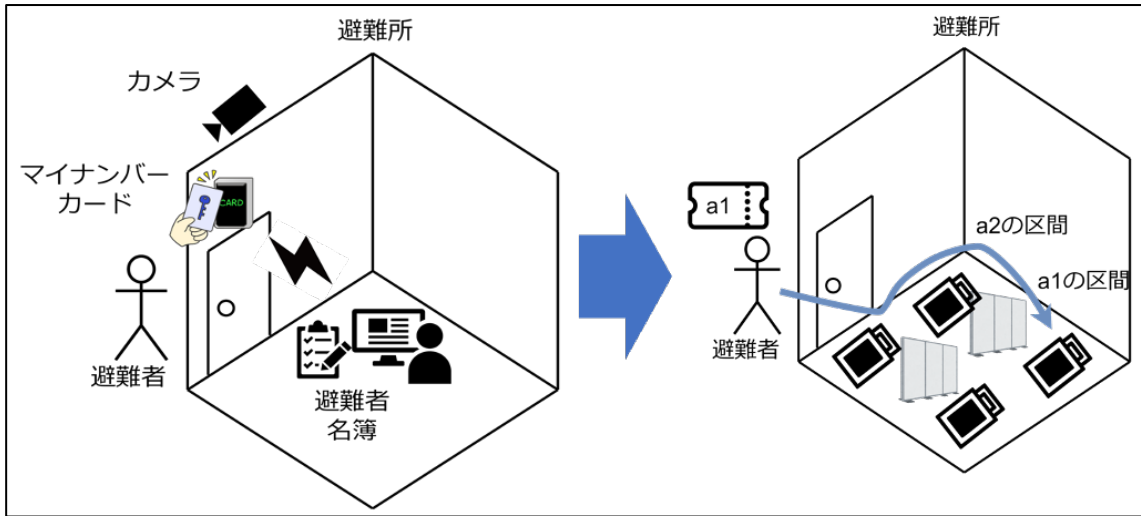 避難所
カメラ
マイナンバー
カード
CARD
避難者
避難者
名簿
避難所
a1
a2の区間
a1の区間
避難者